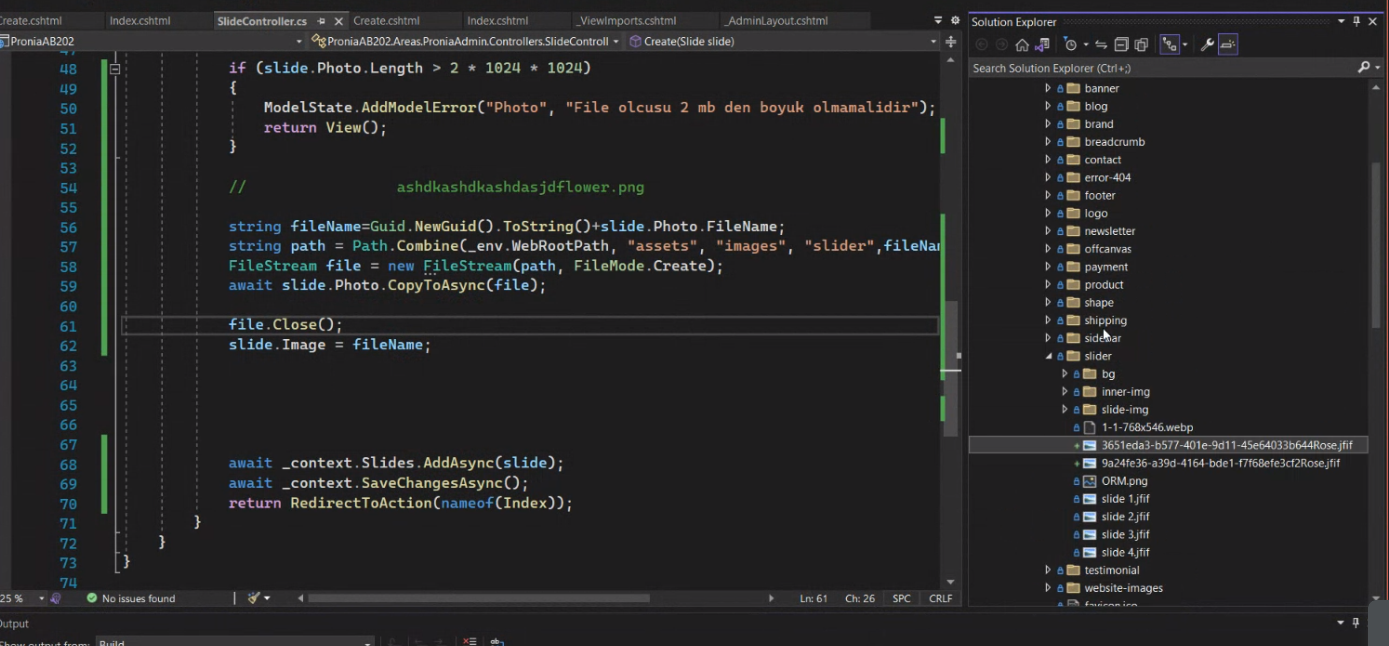 Create.cshtml Index.cshtml SlideController.cs Create.cshtml Index.cshtml _ViewImports.cshtml _AdminLayout.cshtml
ProniaAB202 ProniaAB202.Areas.ProniaAdmin.Controllers.SlideControll Create(Slide slide)
47
48 if (slide.Photo.Length > 2 * 1024 * 1024)
49 {
50 ModelState.AddModelError("Photo", "File olcusu 2 mb den boyuk olmamalidir");
51 return View();
52 }
53
54 // ashdkashdkashdasjdflower.png
55
56 string fileName=Guid.NewGuid().ToString()+slide.Photo.FileName;
57 string path = Path.Combine(_env.WebRootPath, "assets", "images", "slider",fileNam
58 FileStream file = new FileStream(path, FileMode.Create);
59 await slide.Photo.CopyToAsync(file);
60
61 file.Close();
62 slide.Image = fileName;
63
64
65
66
67
68 await _context.Slides.AddAsync(slide);
69 await _context.SaveChangesAsync();
70 return RedirectToAction(nameof(Index));
71 }
72 }
73 }
74
25 % No issues found Ln: 61 Ch: 26 SPC CRLF
Output
Show output from: Build
Solution Explorer
Search Solution Explorer (Ctrl+;)
banner
blog
brand
breadcrumb
contact
error-404
footer
logo
newsletter
offcanvas
payment
product
shape
shipping
sidebar
slider
bg
inner-img
slide-img
1-1-768x546.webp
3651eda3-b577-401e-9d11-45e64033b644Rose.jfif
9a24fe36-a39d-4164-bde1-f7f68efe3cf2Rose.jfif
ORM.png
slide 1.jfif
slide 2.jfif
slide 3.jfif
slide 4.jfif
testimonial
website-images
favicon.ico